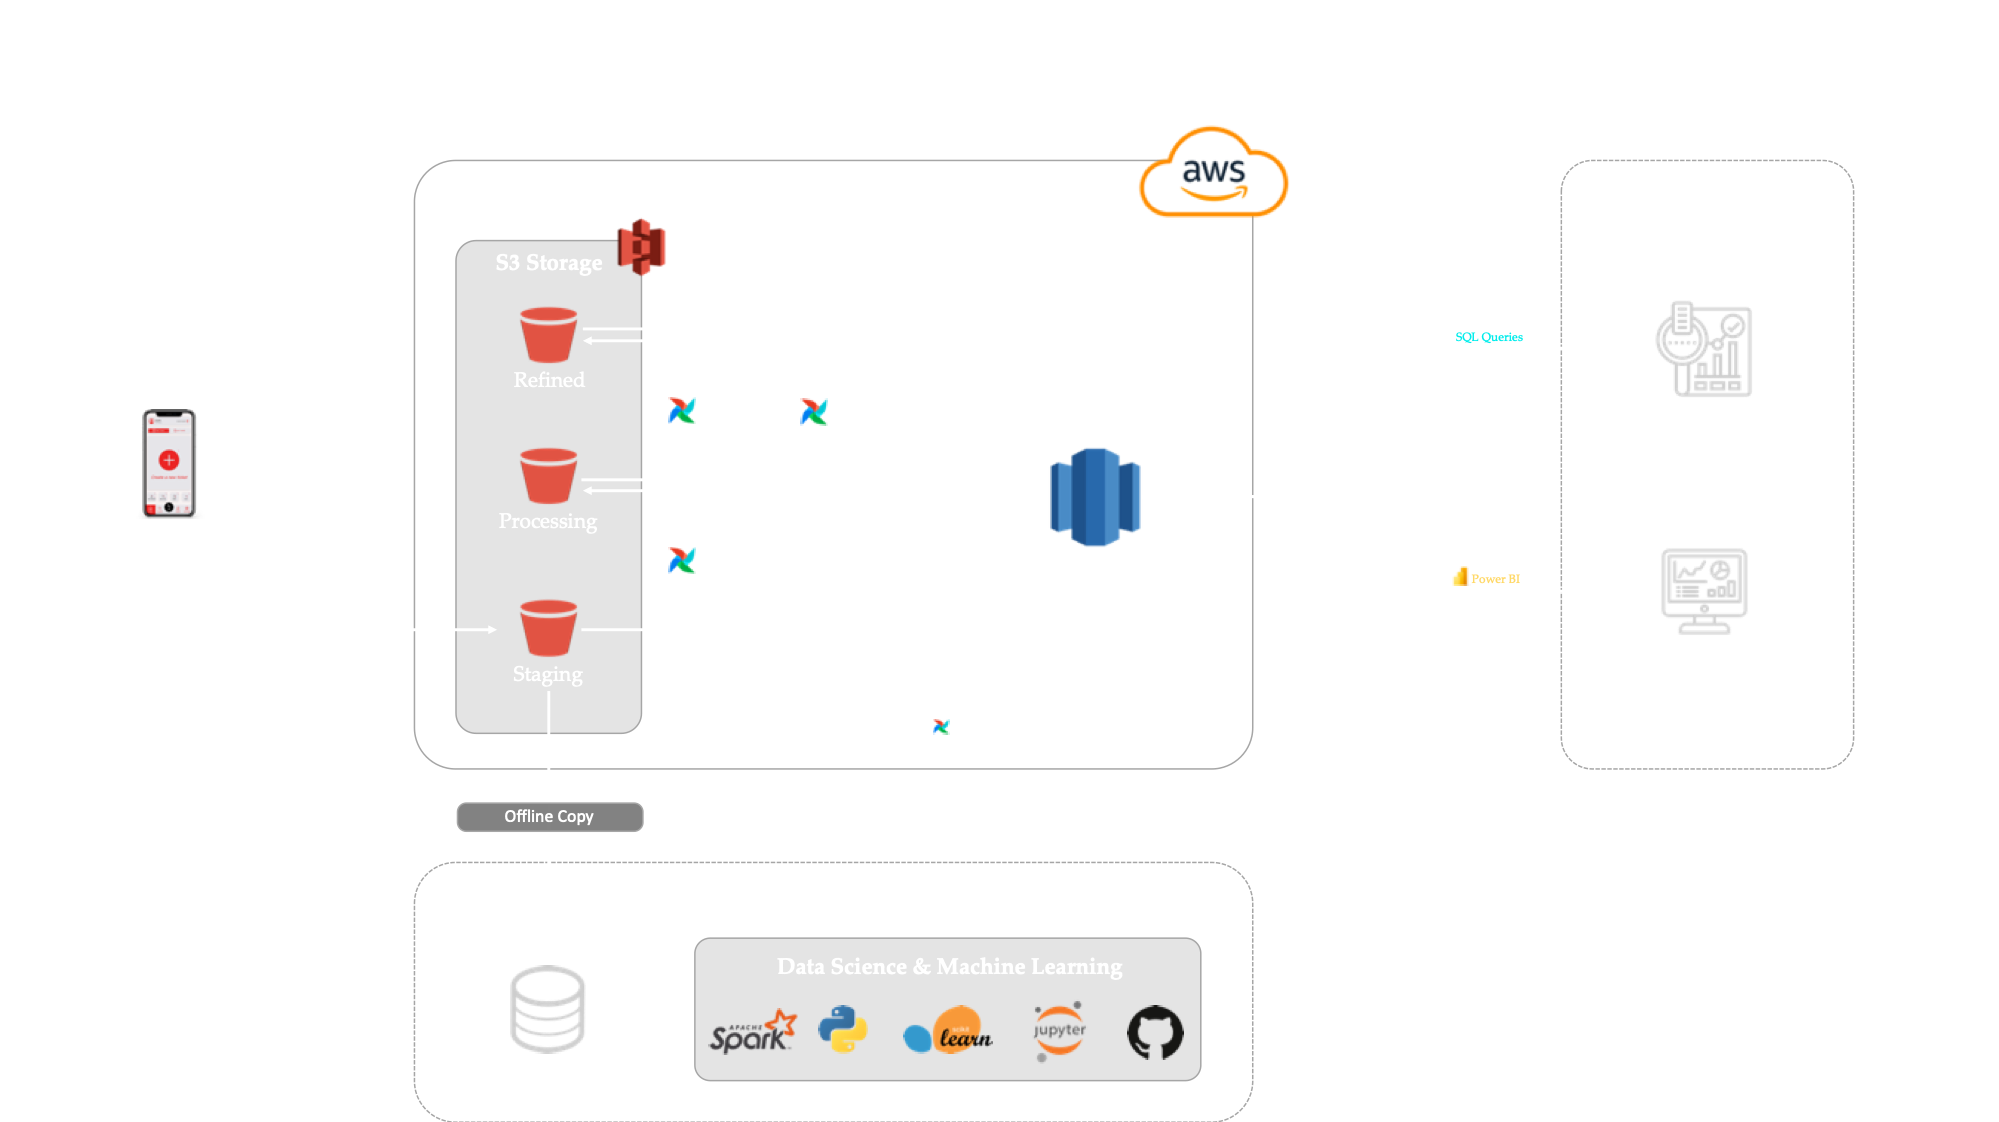 aws
S3 Storage
Refined
SQL Queries
Processing
Power BI
Staging
Offline Copy
Data Science & Machine Learning
APACHE
Spark
scikit
learn
jupyter